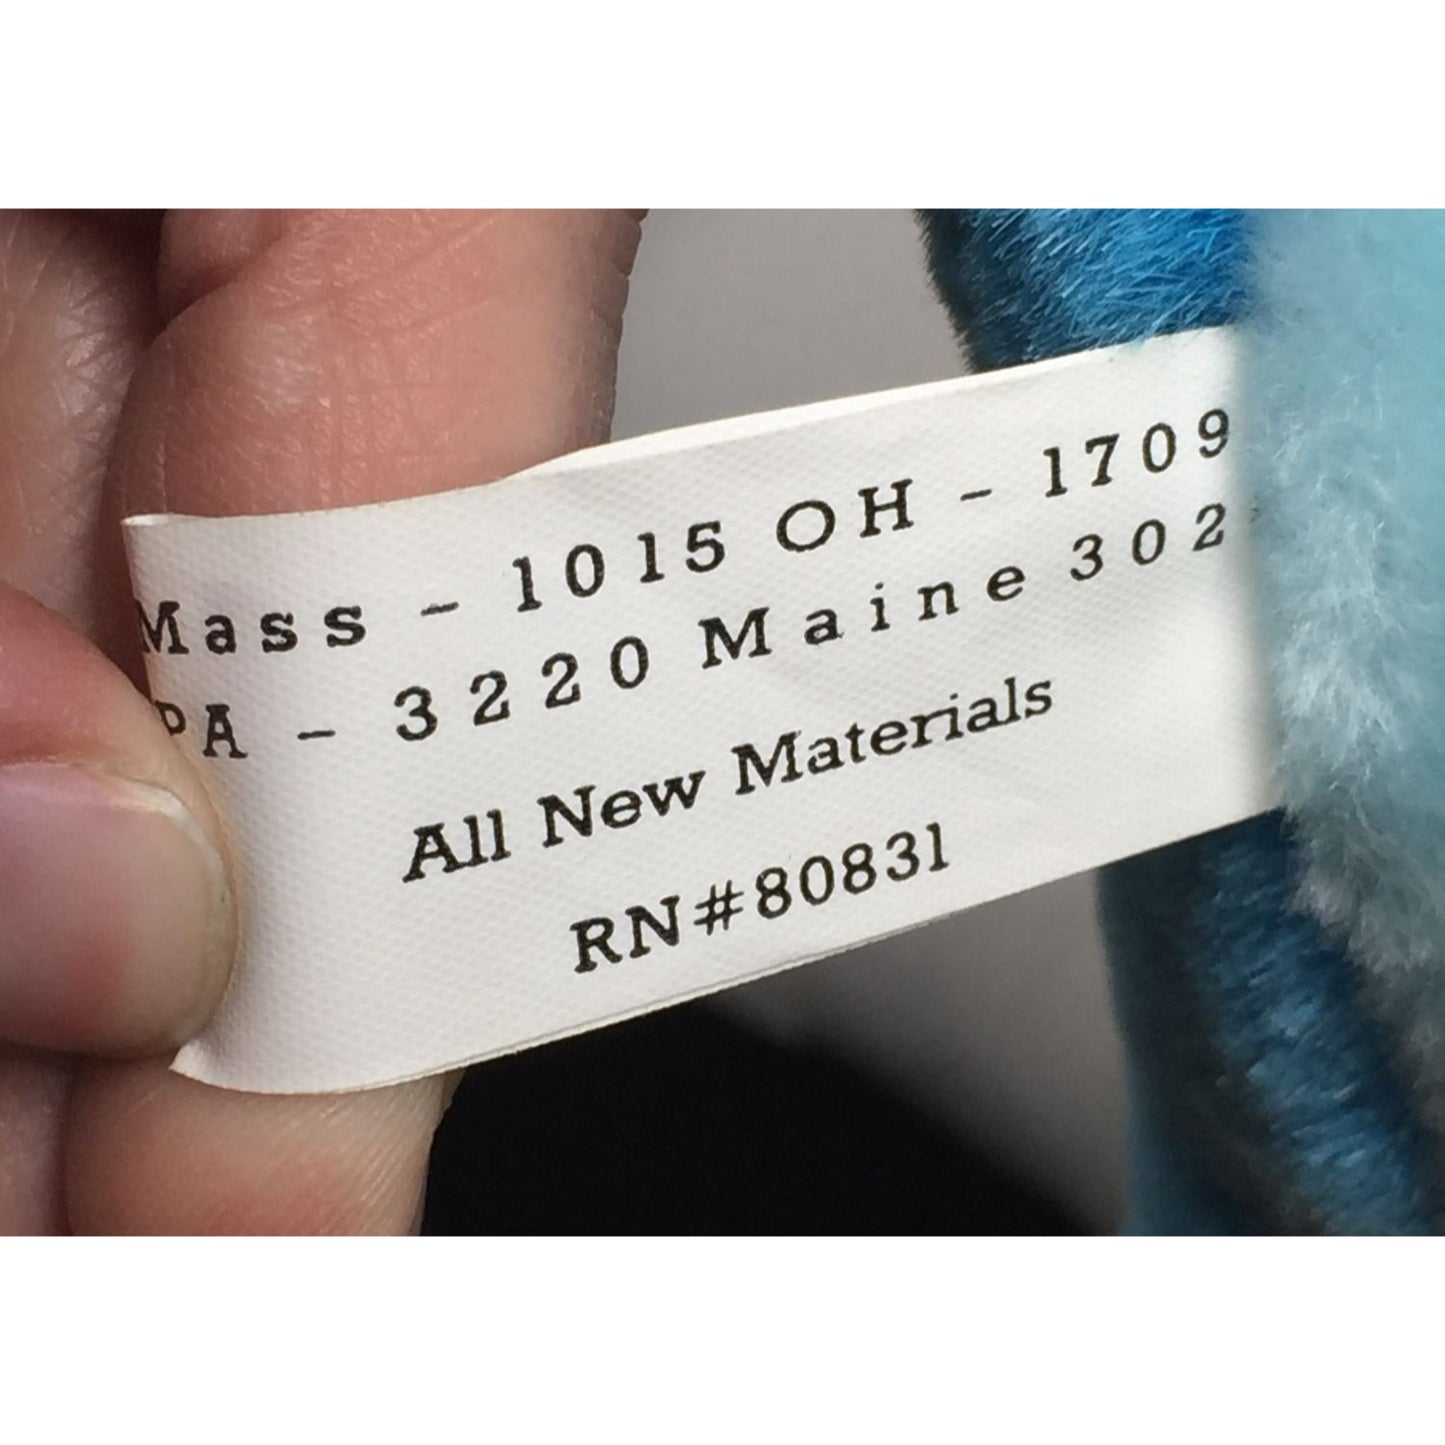 Mass - 1015 OH - 1709
PA - 3220 Maine 302
All New Materials
RN#80831